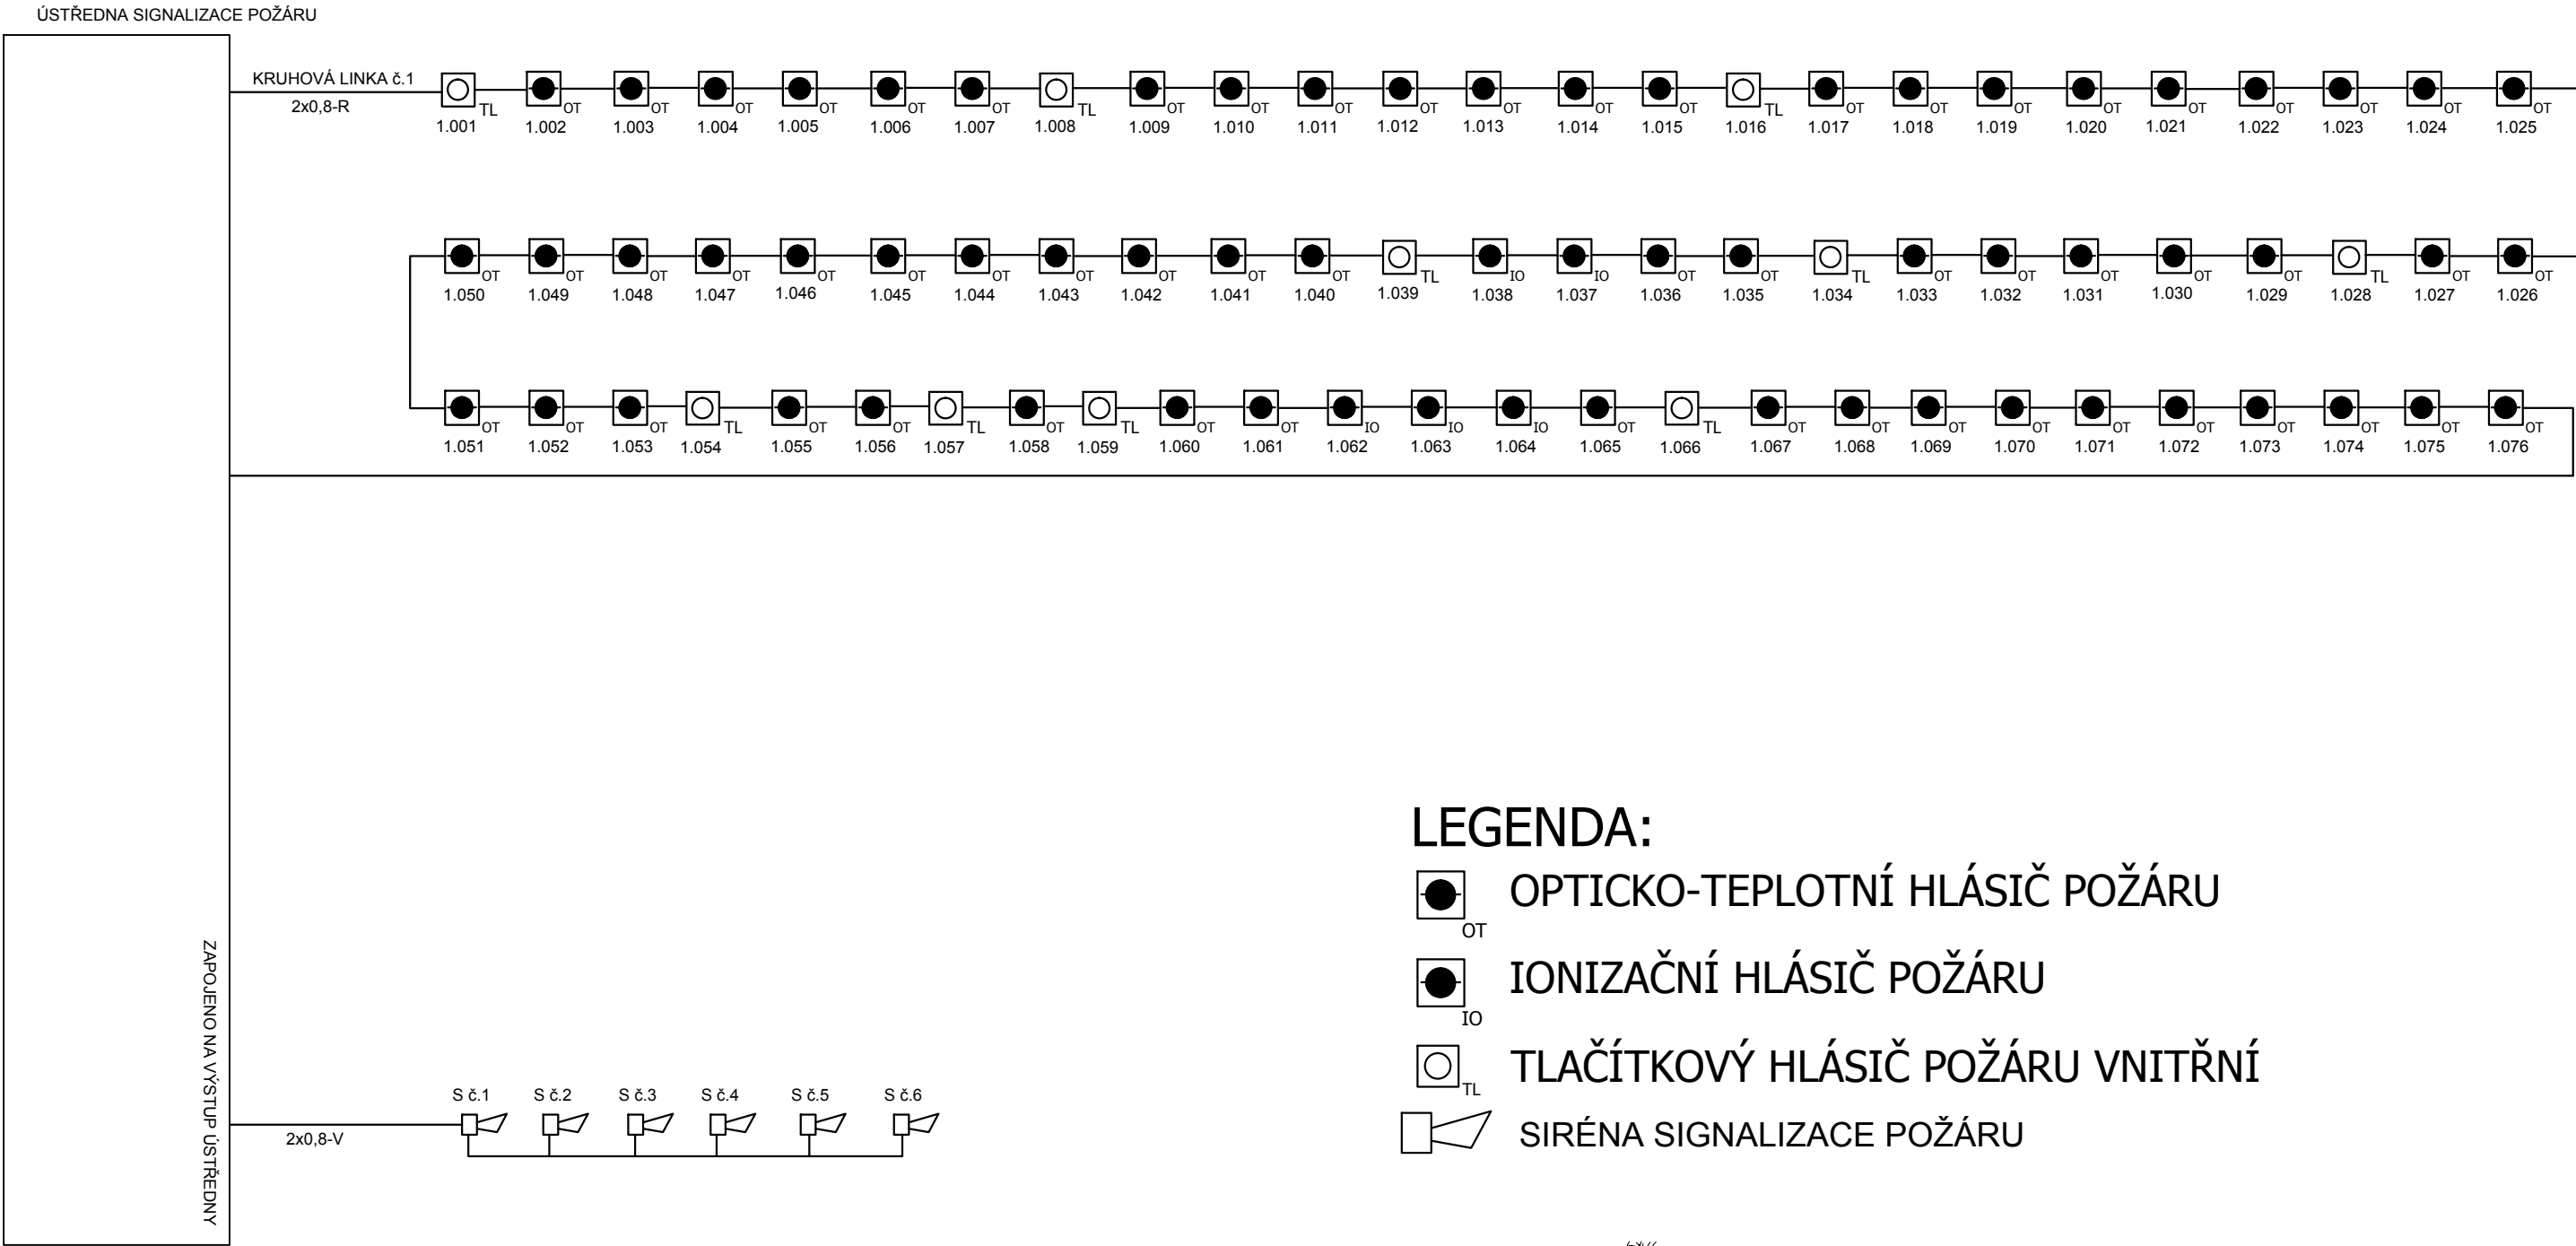 ÚSTŘEDNA SIGNALIZACE POŽÁRU
KRUHOVÁ LINKA č.1
2x0,8-R
TL OT OT OT OT OT OT TL OT OT OT OT OT OT OT TL OT OT OT OT OT OT OT OT OT
1.001 1.002 1.003 1.004 1.005 1.006 1.007 1.008 1.009 1.010 1.011 1.012 1.013 1.014 1.015 1.016 1.017 1.018 1.019 1.020 1.021 1.022 1.023 1.024 1.025
OT OT OT OT OT OT OT OT OT OT OT TL IO IO OT OT TL OT OT OT OT OT TL OT OT
1.050 1.049 1.048 1.047 1.046 1.045 1.044 1.043 1.042 1.041 1.040 1.039 1.038 1.037 1.036 1.035 1.034 1.033 1.032 1.031 1.030 1.029 1.028 1.027 1.026
OT OT OT TL OT OT TL OT TL OT OT IO IO IO OT TL OT OT OT OT OT OT OT OT OT OT
1.051 1.052 1.053 1.054 1.055 1.056 1.057 1.058 1.059 1.060 1.061 1.062 1.063 1.064 1.065 1.066 1.067 1.068 1.069 1.070 1.071 1.072 1.073 1.074 1.075 1.076
ZAPOJENO NA VÝSTUP ÚSTŘEDNY
S č.1 S č.2 S č.3 S č.4 S č.5 S č.6
2x0,8-V
LEGENDA:
OPTICKO-TEPLOTNÍ HLÁSIČ POŽÁRU
OT
IONIZAČNÍ HLÁSIČ POŽÁRU
IO
TLAČÍTKOVÝ HLÁSIČ POŽÁRU VNITŘNÍ
TL
SIRÉNA SIGNALIZACE POŽÁRU